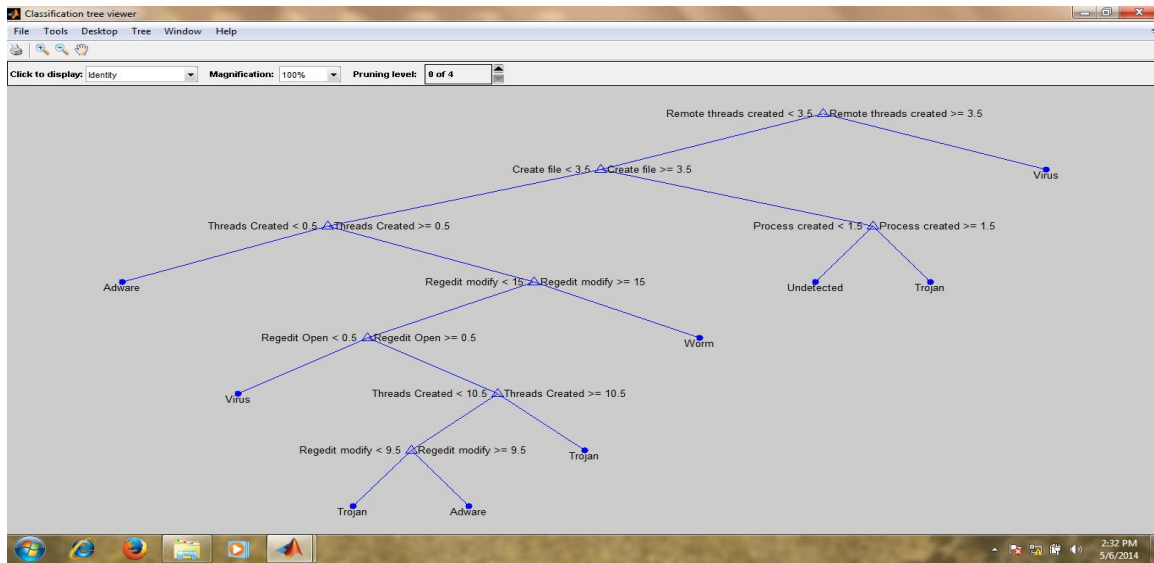 Classification tree viewer
File Tools Desktop Tree Window Help
Click to display: Identity Magnification: 100% Pruning level: 0 of 4
Remote threads created < 3.5 Remote threads created >= 3.5
Create file < 3.5 Create file >= 3.5
Virus
Threads Created < 0.5 Threads Created >= 0.5
Process created < 1.5 Process created >= 1.5
Adware
Regedit modify < 15 Regedit modify >= 15
Undetected
Trojan
Regedit Open < 0.5 Regedit Open >= 0.5
Worm
Virus
Threads Created < 10.5 Threads Created >= 10.5
Regedit modify < 9.5 Regedit modify >= 9.5
Trojan
Trojan
Adware
2:32 PM
5/6/2014